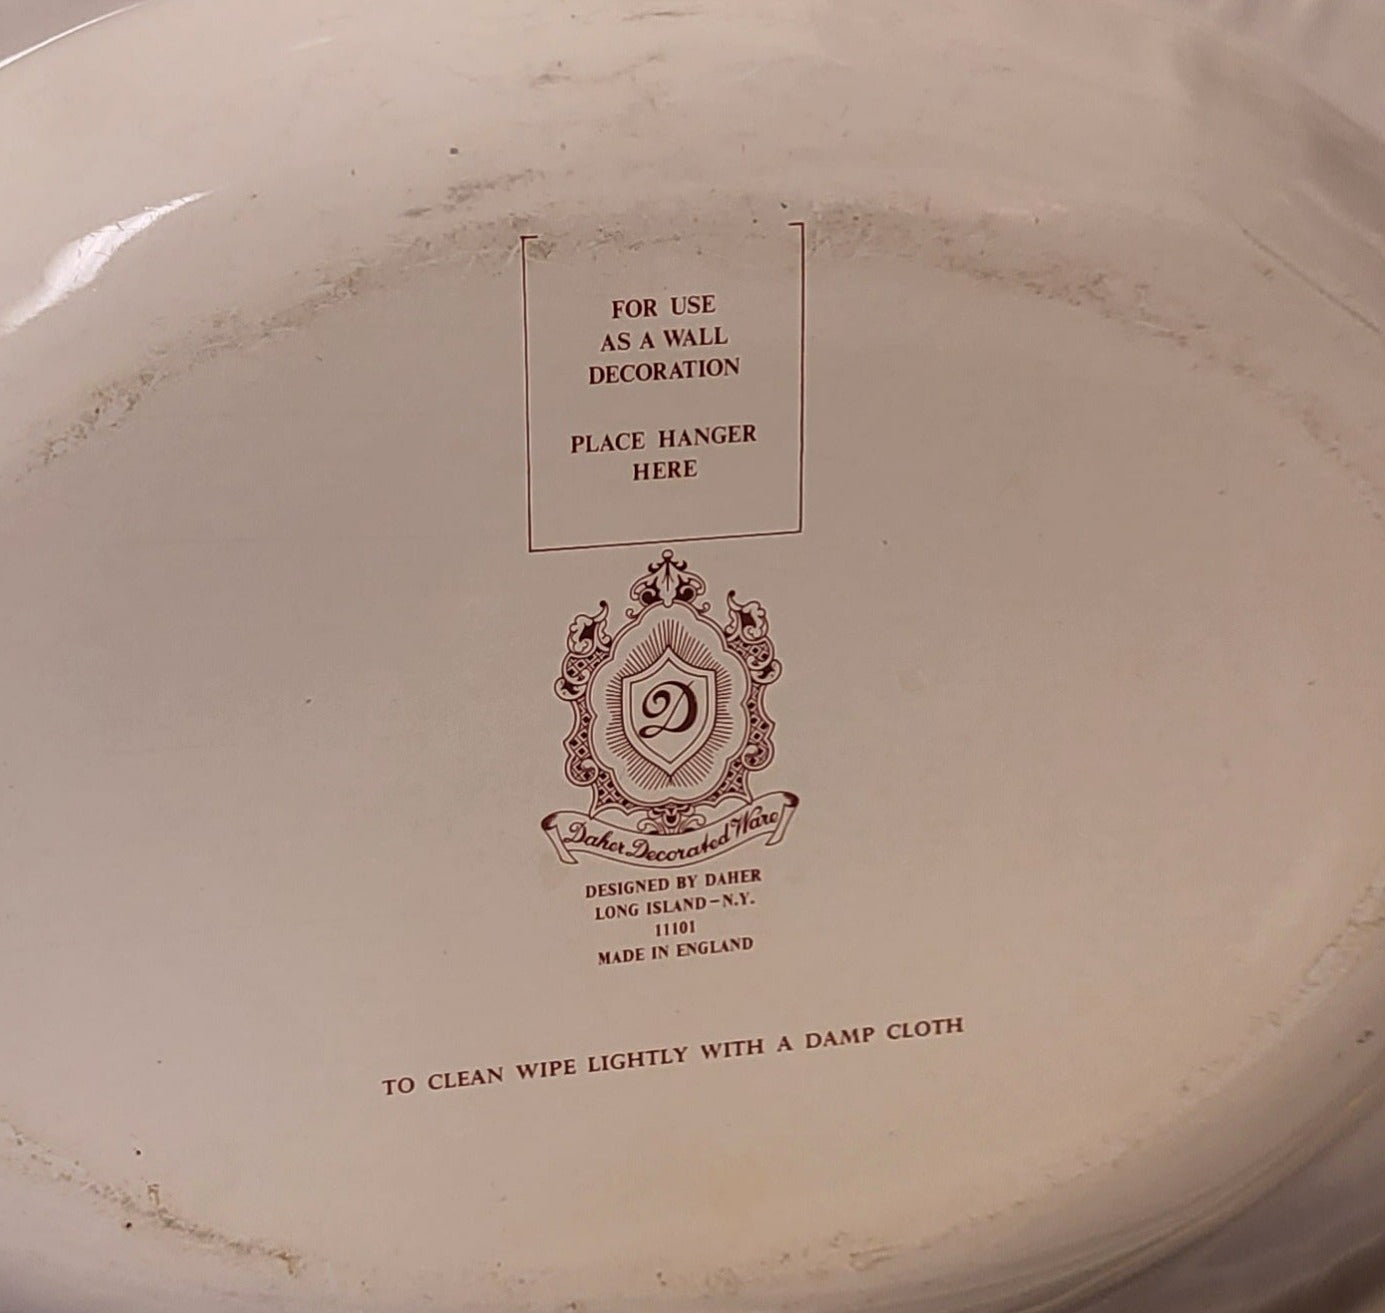 FOR USE
AS A WALL
DECORATION
PLACE HANGER
HERE
D
Daher Decorated Ware
DESIGNED BY DAHER
LONG ISLAND-N.Y.
11101
MADE IN ENGLAND
TO CLEAN WIPE LIGHTLY WITH A DAMP CLOTH